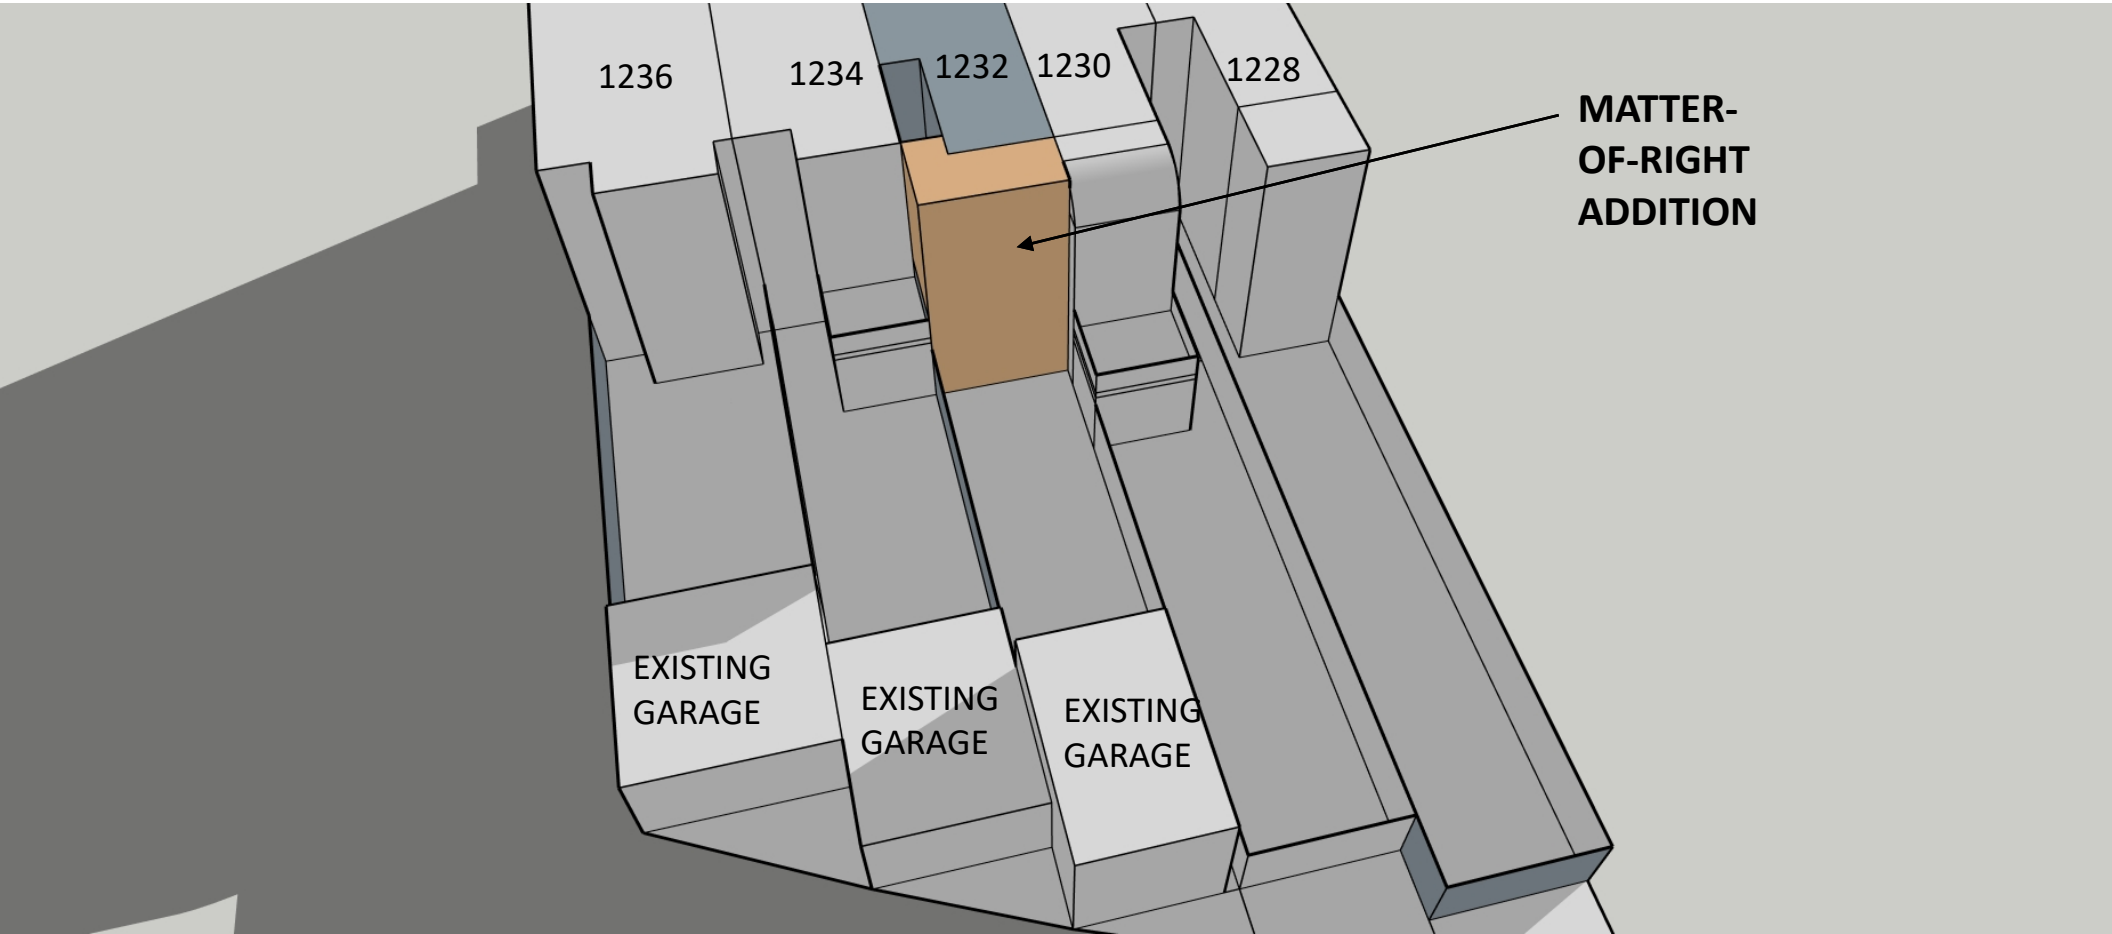 1236
1234
1232
1230
1228
MATTER-
OF-RIGHT
ADDITION
EXISTING
GARAGE
EXISTING
GARAGE
EXISTING
GARAGE